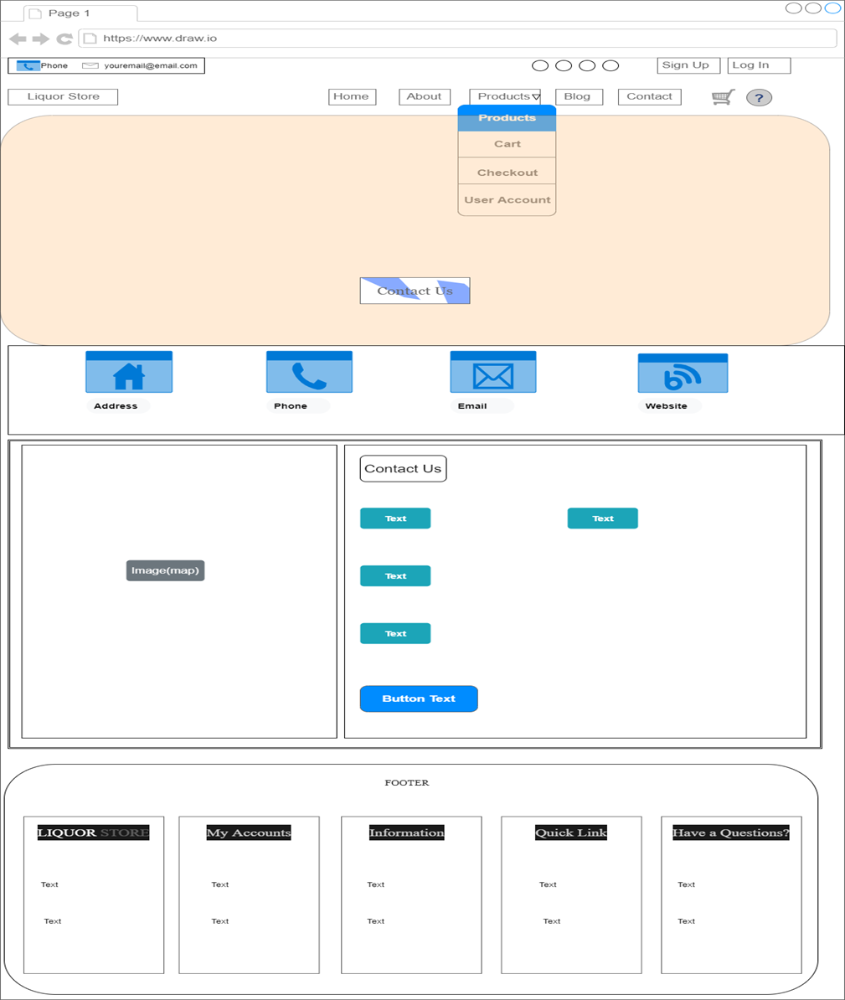 Page 1
https://www.draw.io
Phone youremail@email.com Sign Up Log In
Liquor Store Home About Products Blog Contact ?
Products
Cart
Checkout
User Account
Contact Us
Address Phone Email Website
Contact Us
Text Text
Image(map)
Text
Text
Button Text
FOOTER
LIQUOR STORE My Accounts Information Quick Link Have a Questions?
Text Text Text Text Text
Text Text Text Text Text